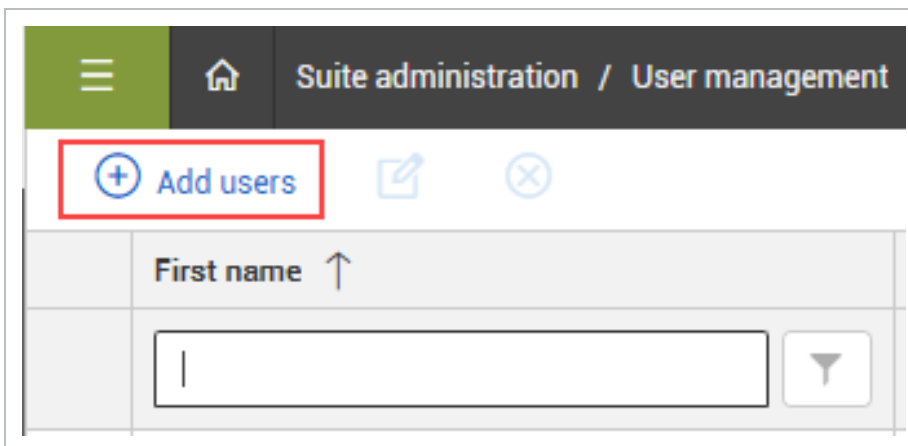 Suite administration / User management
Add users
First name